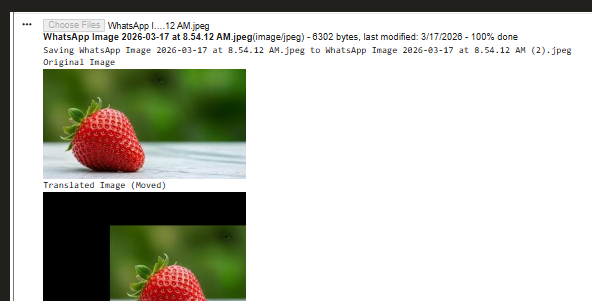 Choose Files WhatsApp I....12 AM.jpeg
WhatsApp Image 2026-03-17 at 8.54.12 AM.jpeg(image/jpeg) - 6302 bytes, last modified: 3/17/2026 - 100% done
Saving WhatsApp Image 2026-03-17 at 8.54.12 AM.jpeg to WhatsApp Image 2026-03-17 at 8.54.12 AM (2).jpeg
Original Image
Translated Image (Moved)